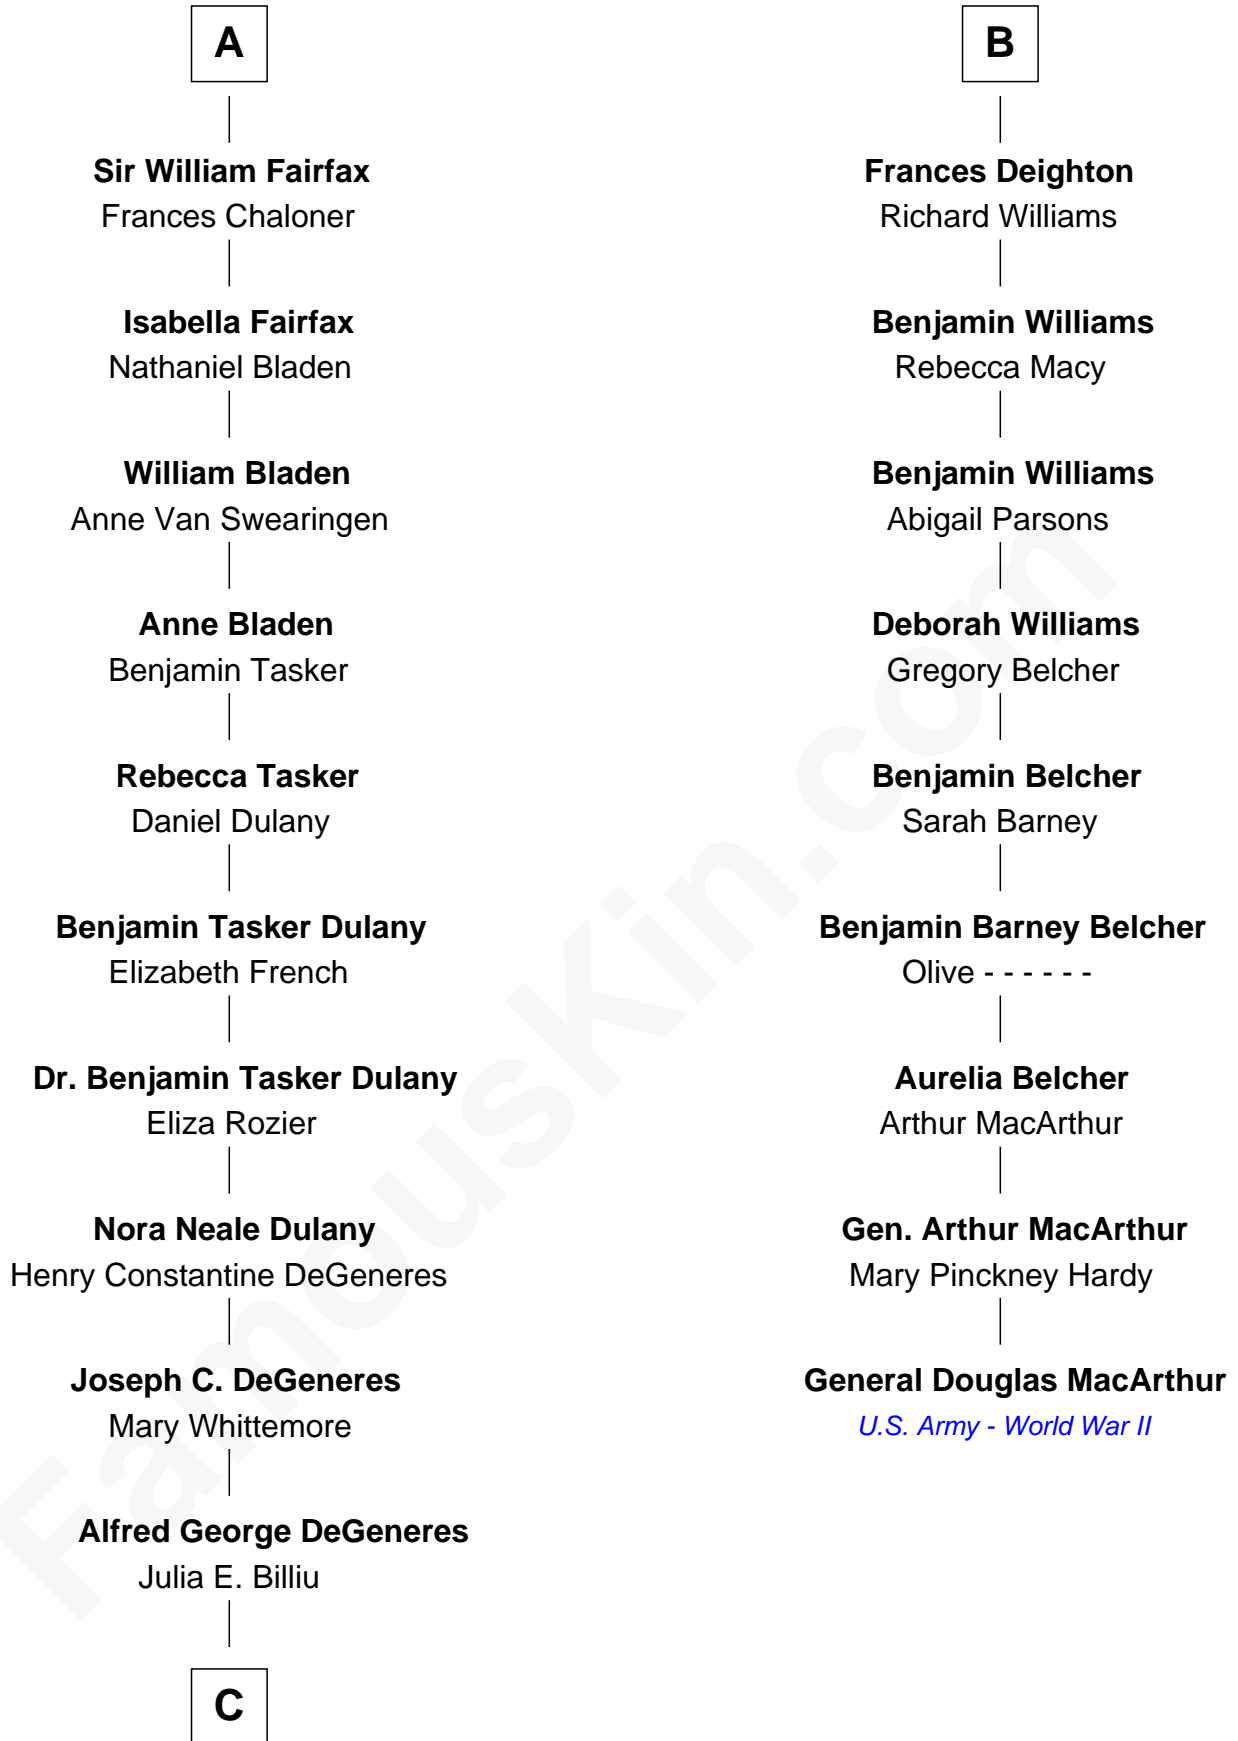 A
Sir William Fairfax
Frances Chaloner
Isabella Fairfax
Nathaniel Bladen
William Bladen
Anne Van Swearingen
Anne Bladen
Benjamin Tasker
Rebecca Tasker
Daniel Dulany
Benjamin Tasker Dulany
Elizabeth French
Dr. Benjamin Tasker Dulany
Eliza Rozier
Nora Neale Dulany
Henry Constantine DeGeneres
Joseph C. DeGeneres
Mary Whittemore
Alfred George DeGeneres
Julia E. Billiu
C
B
Frances Deighton
Richard Williams
Benjamin Williams
Rebecca Macy
Benjamin Williams
Abigail Parsons
Deborah Williams
Gregory Belcher
Benjamin Belcher
Sarah Barney
Benjamin Barney Belcher
Olive - - - - - -
Aurelia Belcher
Arthur MacArthur
Gen. Arthur MacArthur
Mary Pinckney Hardy
General Douglas MacArthur
U.S. Army - World War II
FamousKin.com